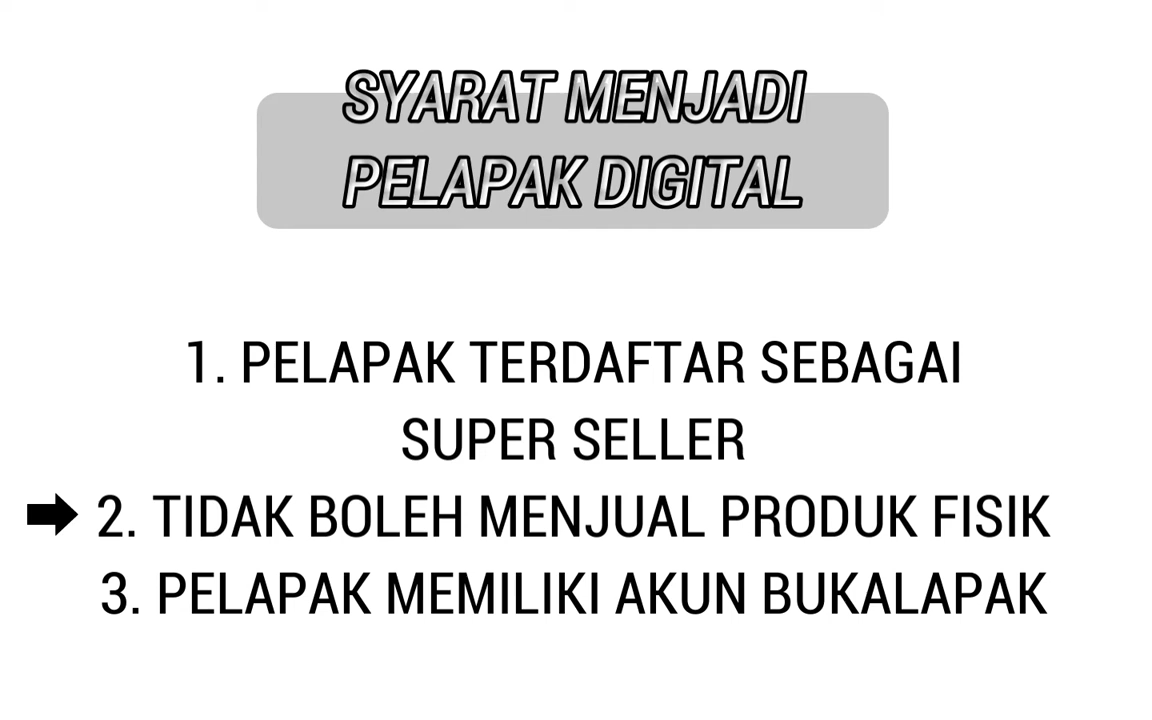 SYARAT MENJADI
PELAPAK DIGITAL
1. PELAPAK TERDAFTAR SEBAGAI
SUPER SELLER
2. TIDAK BOLEH MENJUAL PRODUK FISIK
3. PELAPAK MEMILIKI AKUN BUKALAPAK